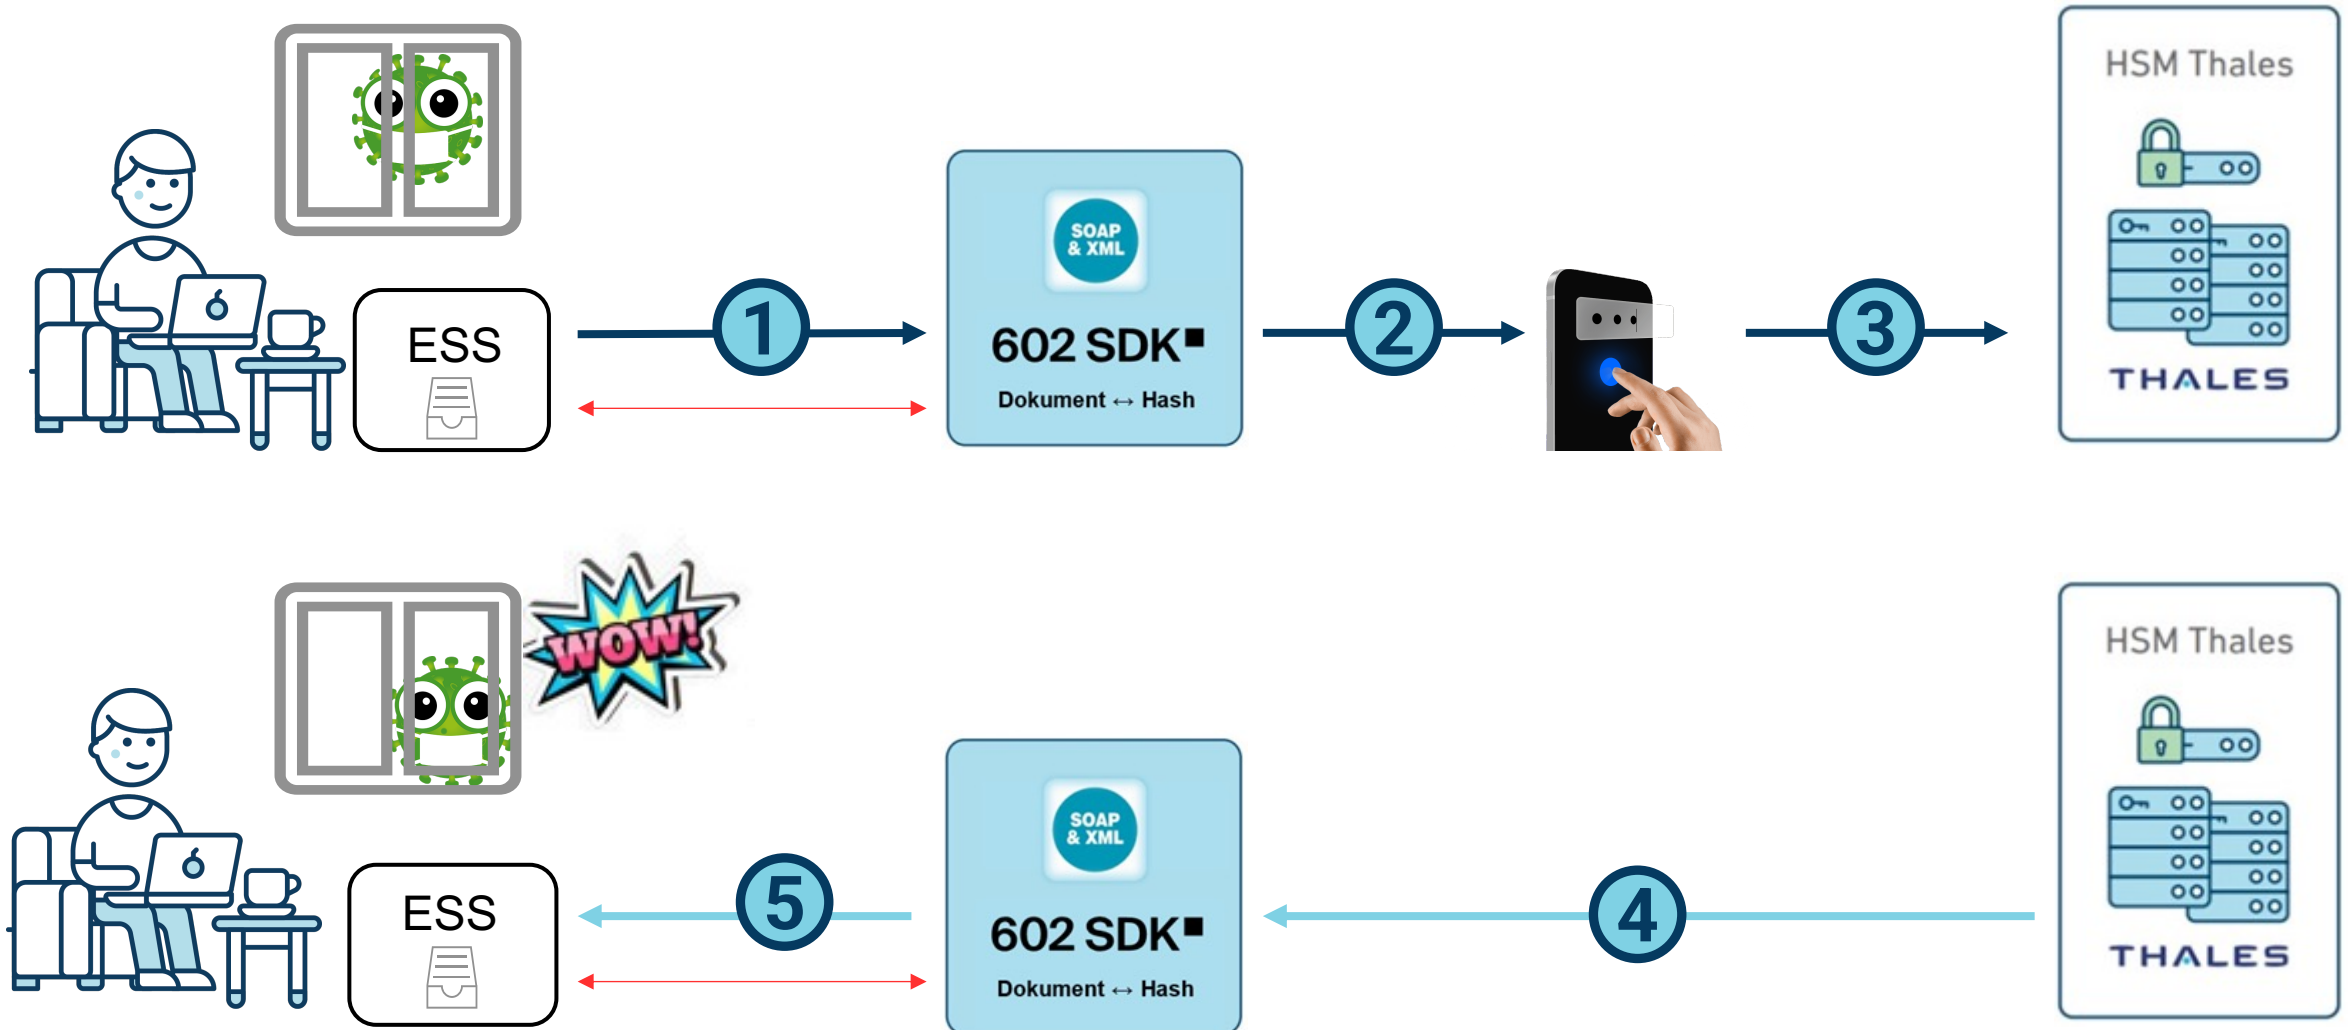 HSM Thales
SOAP
& XML
ESS
1
602 SDK
2
3
Dokument ↔ Hash
THALES
WOW!
HSM Thales
SOAP
& XML
ESS
5
602 SDK
4
Dokument ↔ Hash
THALES